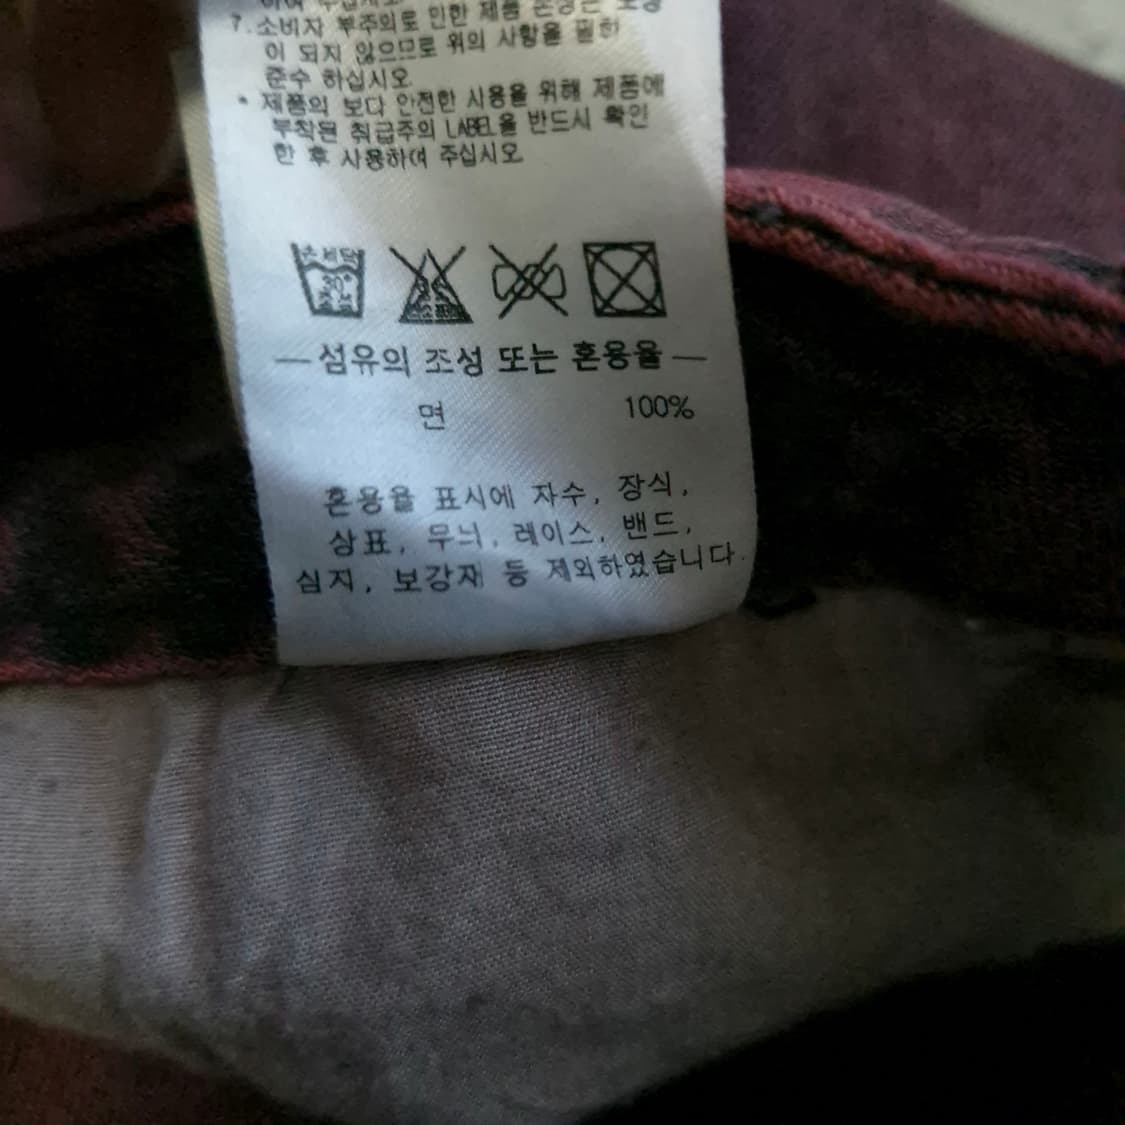 7.소비자 부주의로 인한 제품 손상은 보상
이 되지 않으므로 위의 사항을 필히
준수 하십시오
• 제품의 보다 안전한 사용을 위해 제품에
부착된 취급주의 LABEL을 반드시 확인
한 후 사용하여 주십시오
손세탁
30°
중성
—섬유의 조성 또는 혼용율—
면 100%
혼용율 표시에 자수, 장식,
상표, 무늬, 레이스, 밴드,
심지, 보강재 등 제외하였습니다.